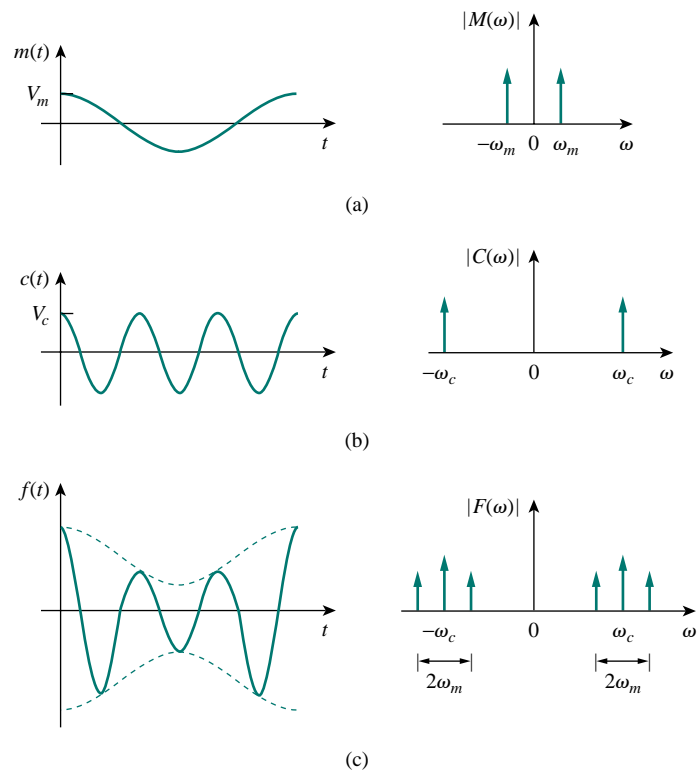 m(t)
V_m
t
|M(ω)|
−ω_m 0 ω_m ω
(a)
c(t)
V_c
t
|C(ω)|
−ω_c 0 ω_c ω
(b)
f(t)
t
|F(ω)|
−ω_c 0 ω_c ω
2ω_m 2ω_m
(c)